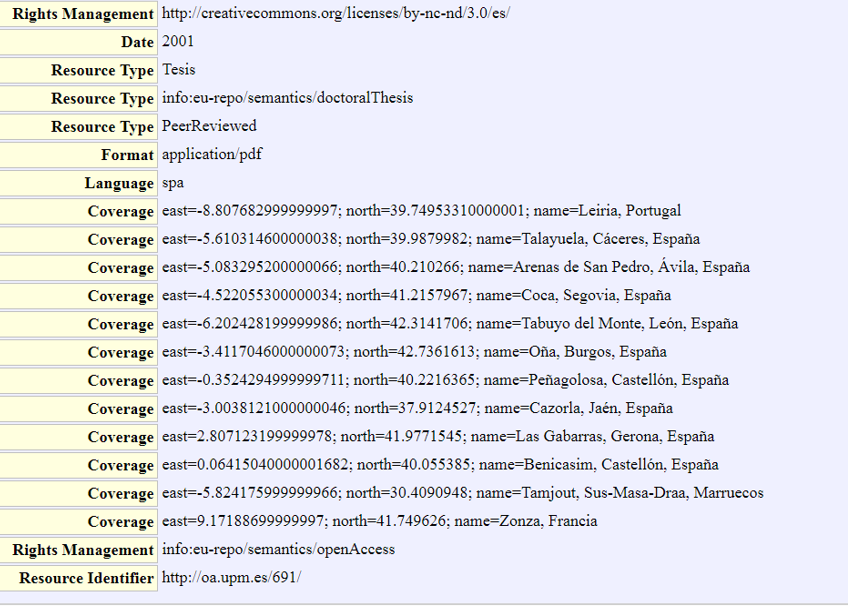 Rights Management http://creativecommons.org/licenses/by-nc-nd/3.0/es/
Date 2001
Resource Type Tesis
Resource Type info:eu-repo/semantics/doctoralThesis
Resource Type PeerReviewed
Format application/pdf
Language spa
Coverage east=-8.807682999999997; north=39.74953310000001; name=Leiria, Portugal
Coverage east=-5.610314600000038; north=39.9879982; name=Talayuela, Cáceres, España
Coverage east=-5.083295200000066; north=40.210266; name=Arenas de San Pedro, Ávila, España
Coverage east=-4.522055300000034; north=41.2157967; name=Coca, Segovia, España
Coverage east=-6.202428199999986; north=42.3141706; name=Tabuyo del Monte, León, España
Coverage east=-3.4117046000000073; north=42.7361613; name=Oña, Burgos, España
Coverage east=-0.3524294999999711; north=40.2216365; name=Peñagolosa, Castellón, España
Coverage east=-3.0038121000000046; north=37.9124527; name=Cazorla, Jaén, España
Coverage east=2.807123199999978; north=41.9771545; name=Las Gabarras, Gerona, España
Coverage east=0.06415040000001682; north=40.055385; name=Benicasim, Castellón, España
Coverage east=-5.824175999999966; north=30.4090948; name=Tamjout, Sus-Masa-Draa, Marruecos
Coverage east=9.17188699999997; north=41.749626; name=Zonza, Francia
Rights Management info:eu-repo/semantics/openAccess
Resource Identifier http://oa.upm.es/691/